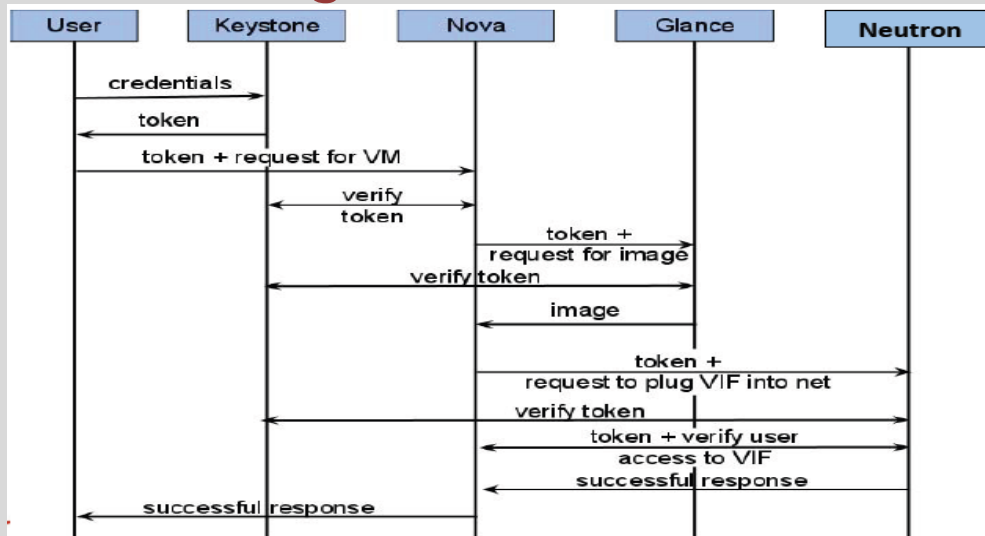 User Keystone Nova Glance Neutron
credentials
token
token + request for VM
verify
token
token +
request for image
verify token
image
token +
request to plug VIF into net
verify token
token + verify user
access to VIF
successful response
successful response